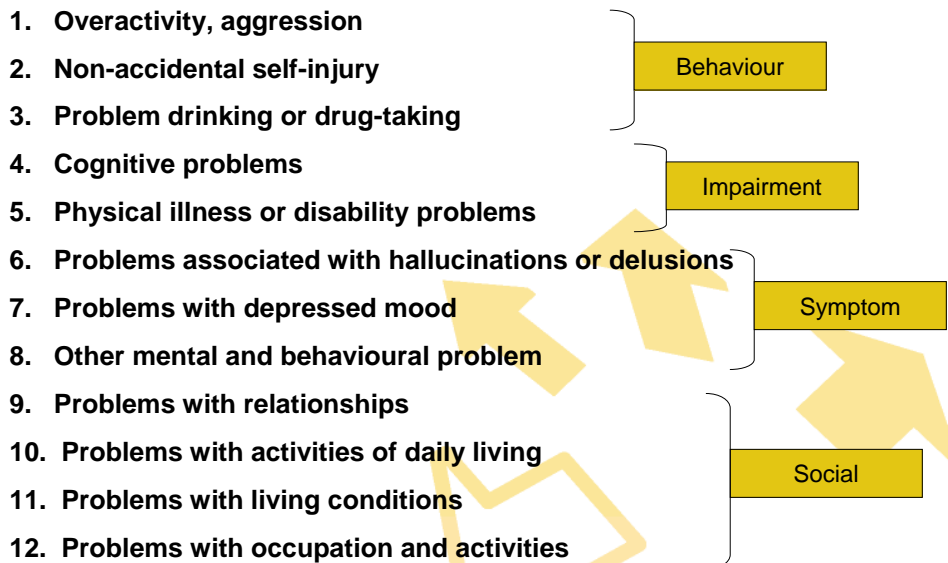 1. Overactivity, aggression
2. Non-accidental self-injury
Behaviour
3. Problem drinking or drug-taking
4. Cognitive problems
Impairment
5. Physical illness or disability problems
6. Problems associated with hallucinations or delusions
7. Problems with depressed mood
Symptom
8. Other mental and behavioural problem
9. Problems with relationships
10. Problems with activities of daily living
Social
11. Problems with living conditions
12. Problems with occupation and activities